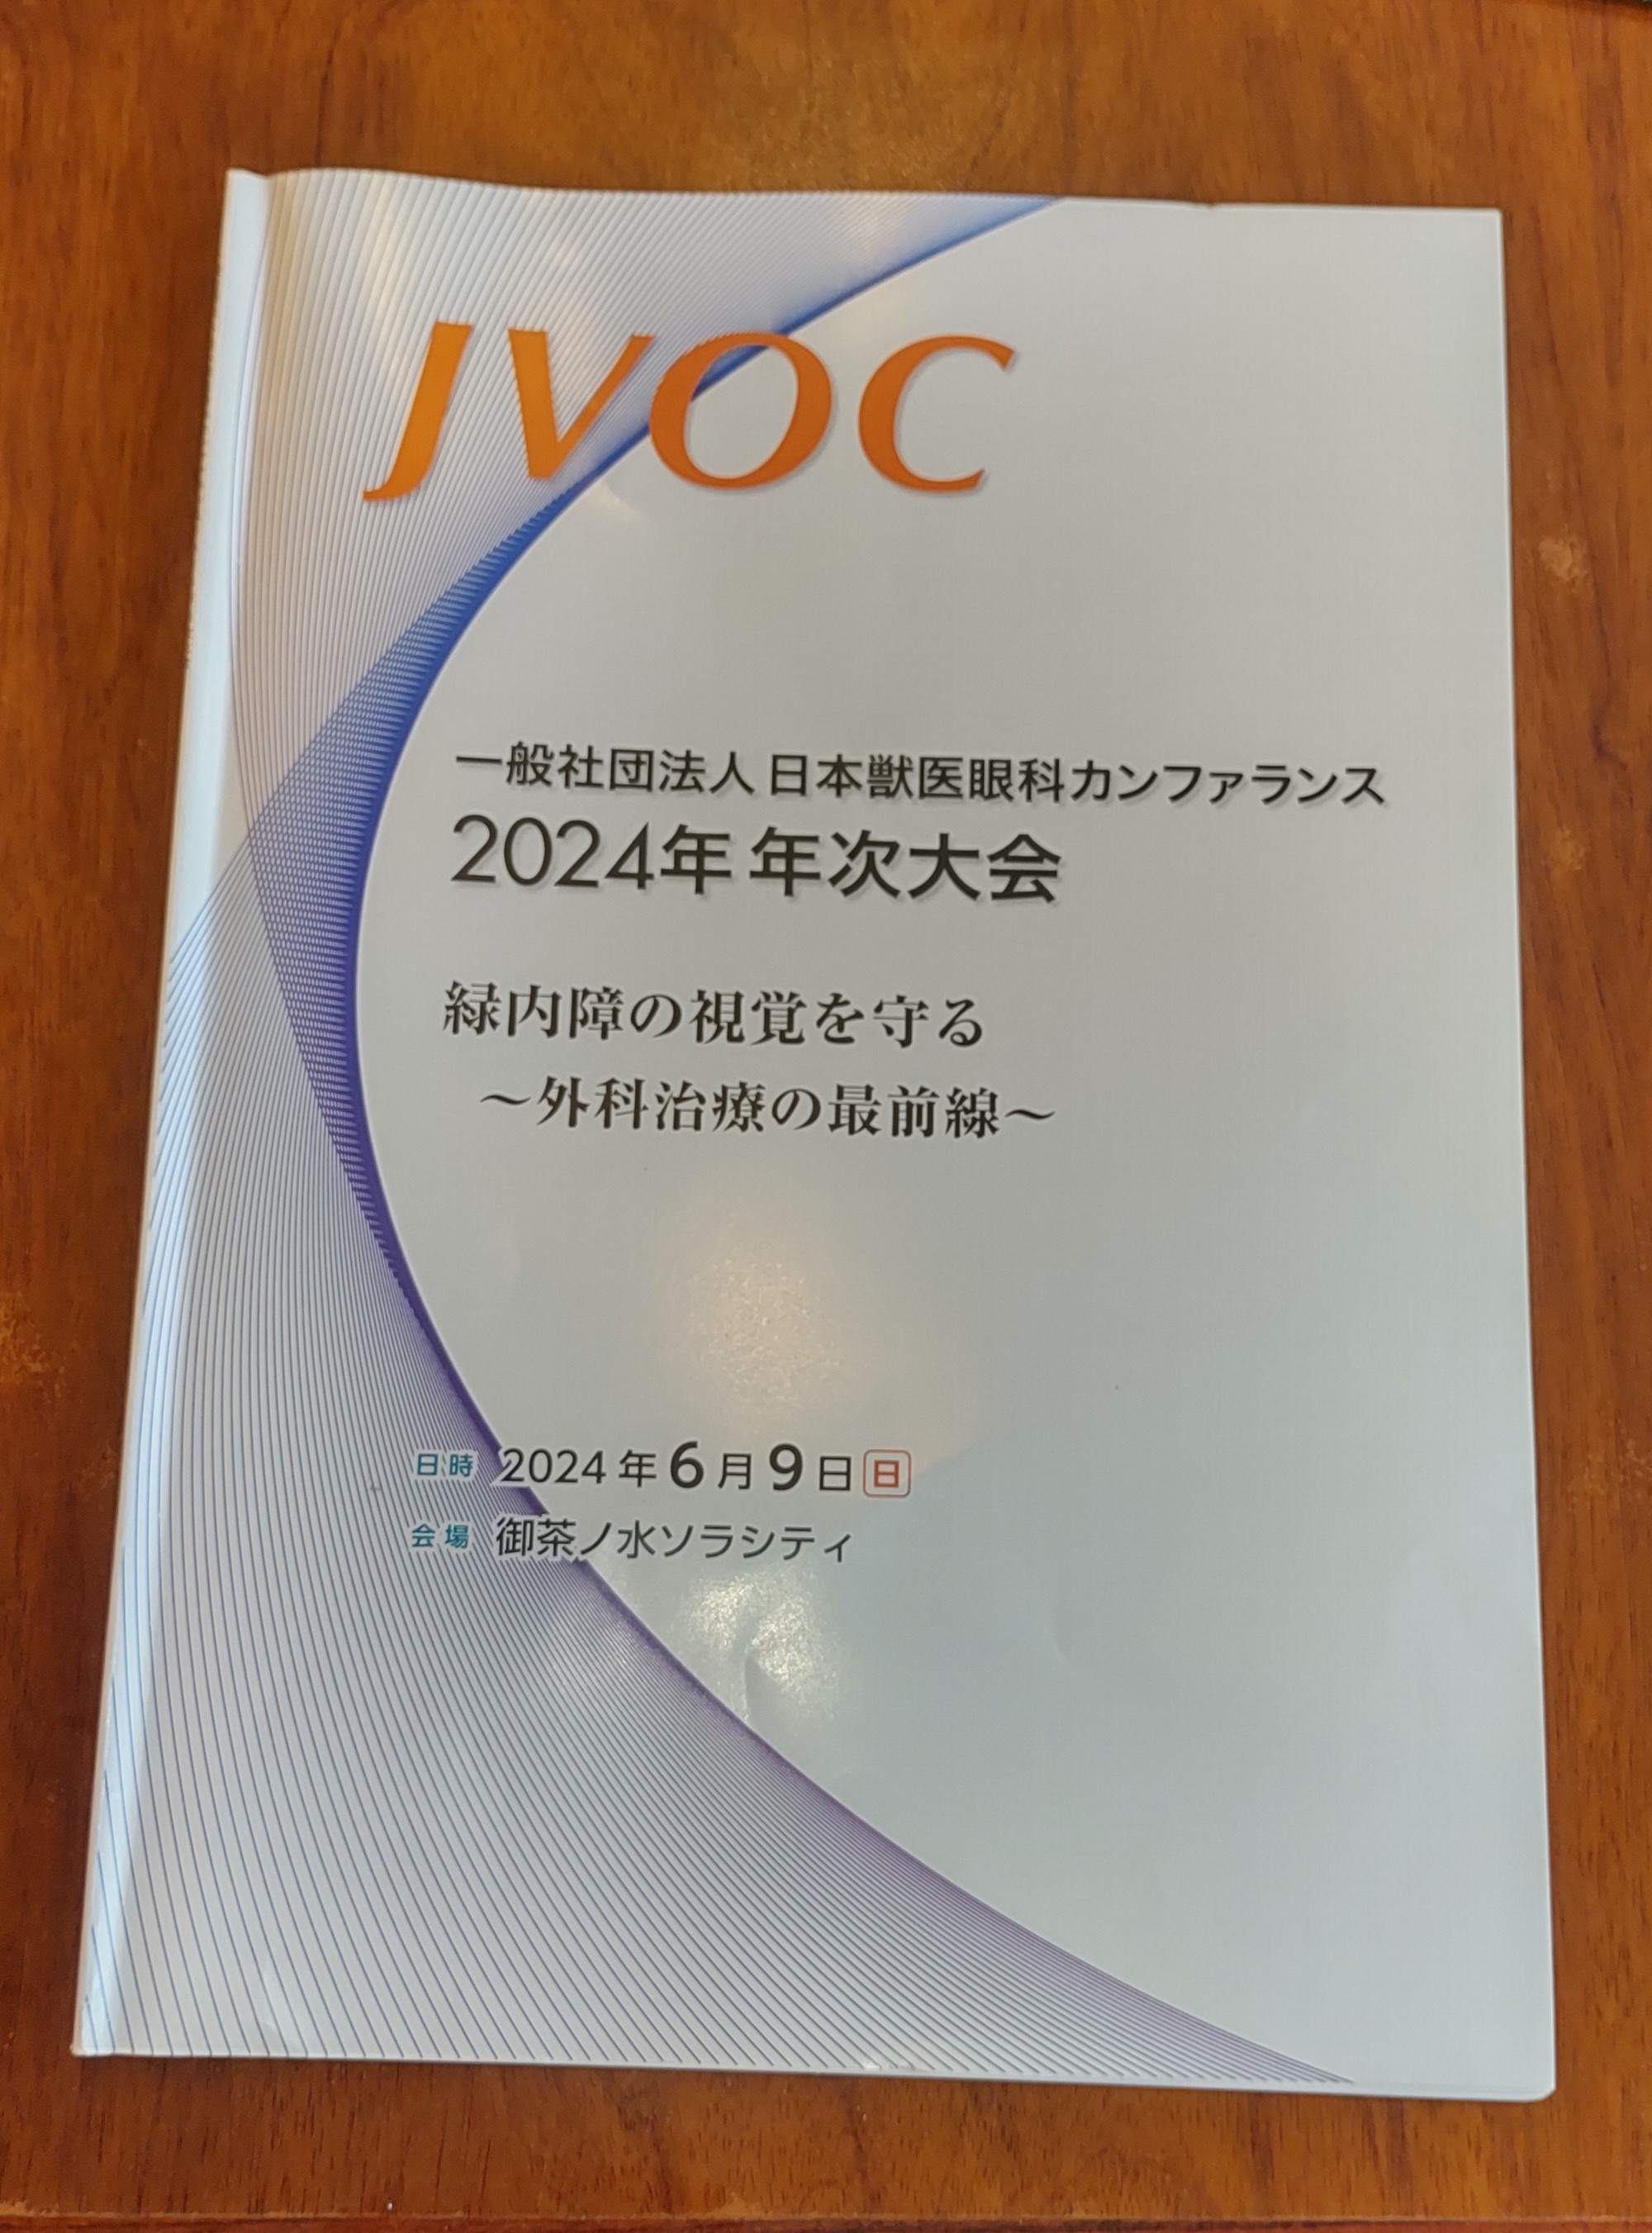 JVOC
一般社団法人 日本獣医眼科カンファランス
2024年 年次大会
緑内障の視覚を守る
～外科治療の最前線～
日時 2024年6月9日 日
会場 御茶ノ水ソラシティ